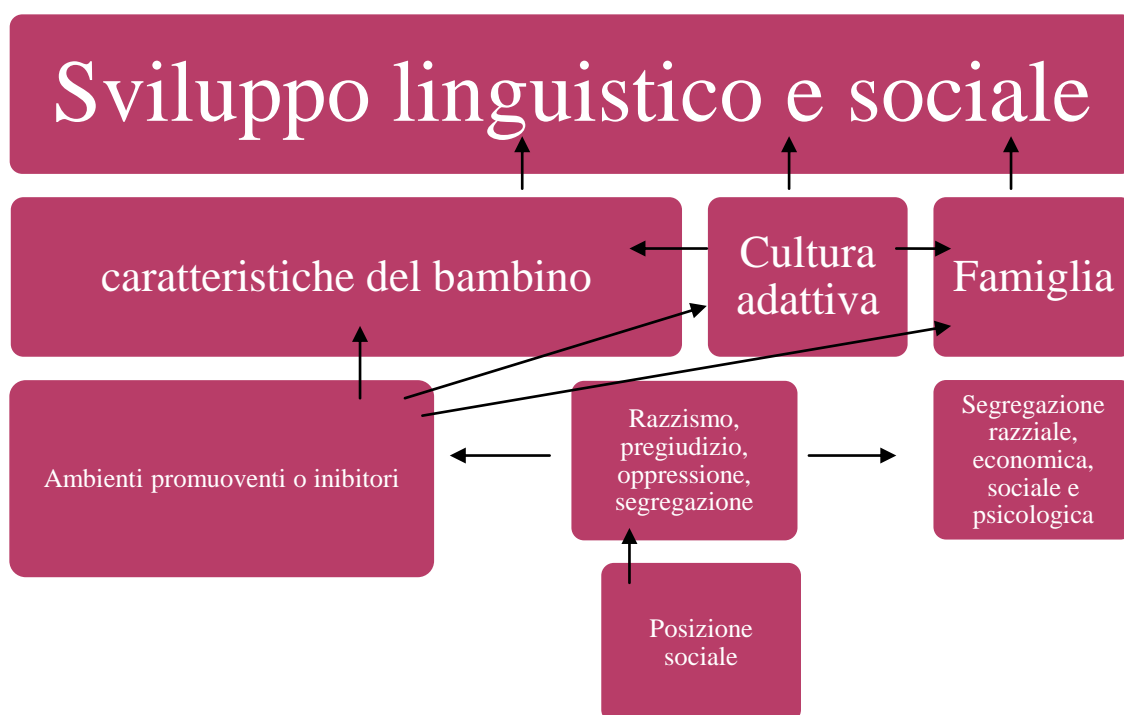 Sviluppo linguistico e sociale
caratteristiche del bambino
Cultura
adattiva
Famiglia
Ambienti promuoventi o inibitori
Razzismo,
pregiudizio,
oppressione,
segregazione
Segregazione
razziale,
economica,
sociale e
psicologica
Posizione
sociale